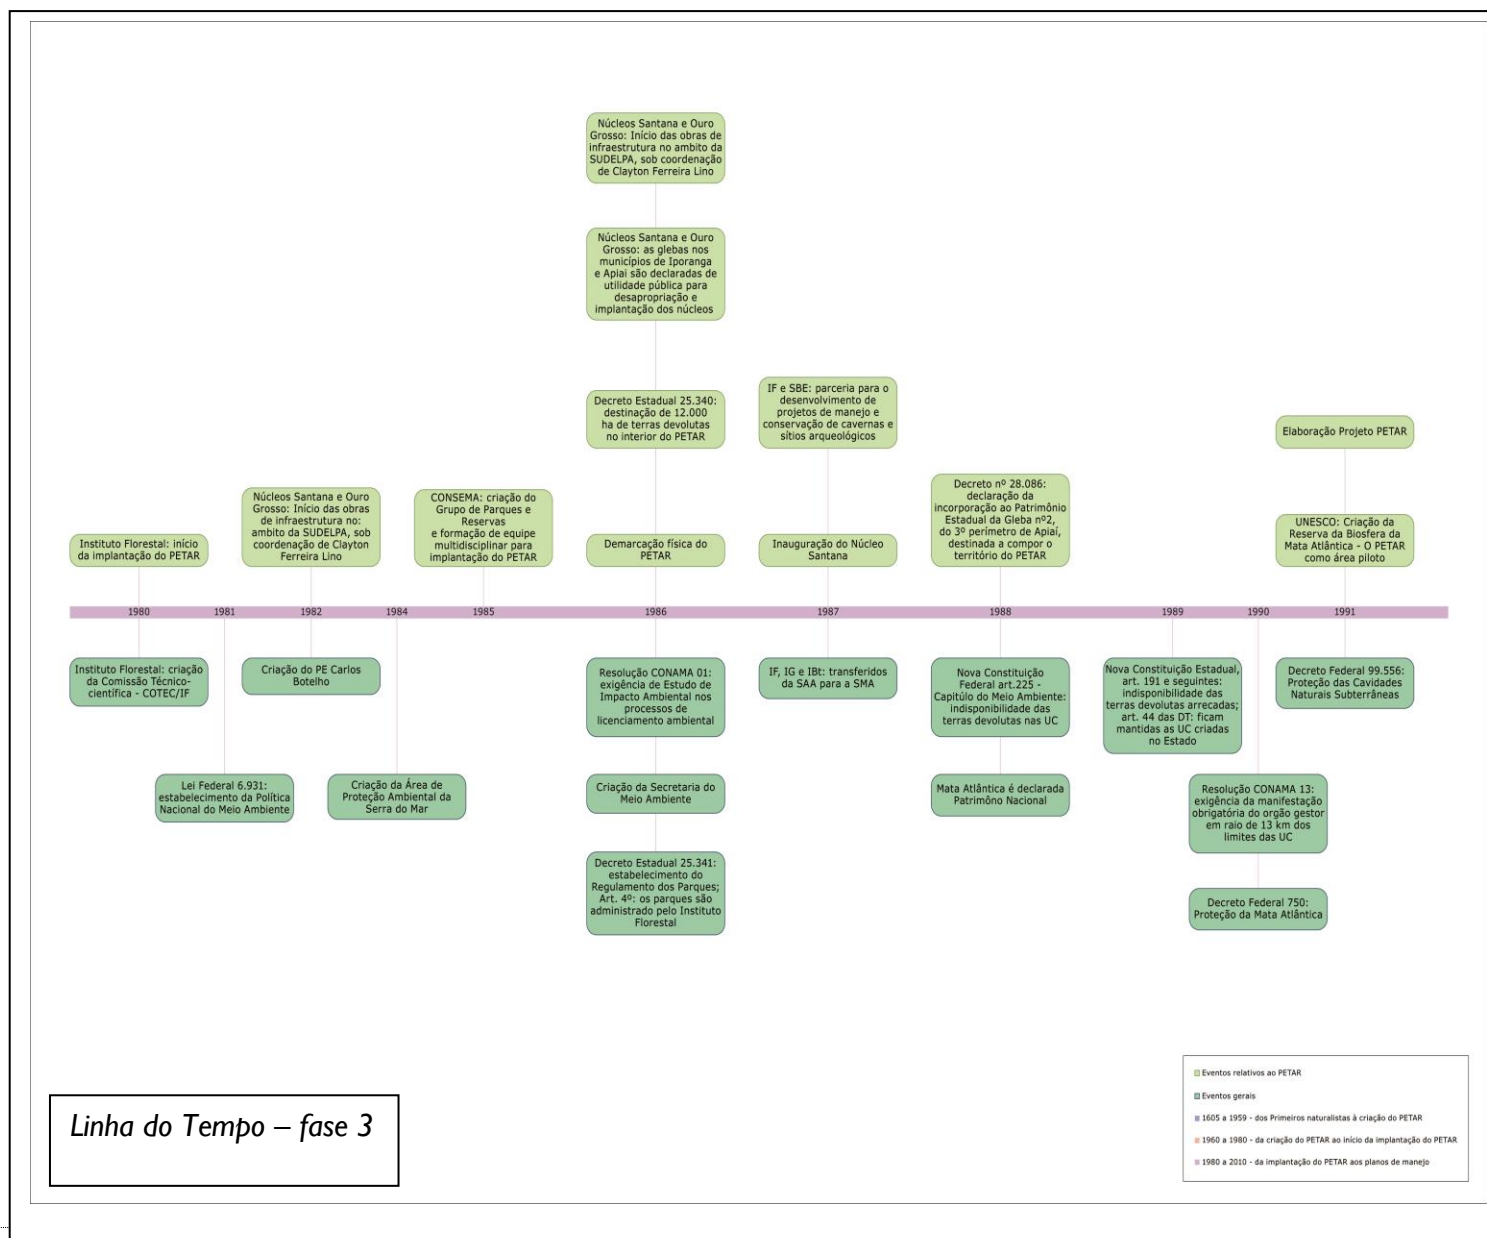 Núcleos Santana e Ouro
Grosso: Início das obras de
infraestrutura no ambito da
SUDELPA, sob coordenação
de Clayton Ferreira Lino
Núcleos Santana e Ouro
Grosso: as glebas nos
municípios de Iporanga
e Apiai são declaradas de
utilidade pública para
desapropriação e
implantação dos núcleos
Decreto Estadual 25.340:
destinação de 12.000
ha de terras devolutas
no interior do PETAR
IF e SBE: parceria para o
desenvolvimento de
projetos de manejo e
conservação de cavernas e
sítios arqueológicos
Elaboração Projeto PETAR
Instituto Florestal: início
da implantação do PETAR
Núcleos Santana e Ouro
Grosso: Início das obras
de infraestrutura no:
ambito da SUDELPA, sob
coordenação de Clayton
Ferreira Lino
CONSEMA: criação do
Grupo de Parques e
Reservas
e formação de equipe
multidisciplinar para
implantação do PETAR
Demarcação física do
PETAR
Inauguração do Núcleo
Santana
Decreto nº 28.086:
declaração da
incorporação ao Patrimônio
Estadual da Gleba nº2,
do 3º perímetro de Apiaí,
destinada a compor o
território do PETAR
UNESCO: Criação da
Reserva da Biosfera da
Mata Atlântica - O PETAR
como área piloto
1980 1981 1982 1984 1985 1986 1987 1988 1989 1990 1991
Instituto Florestal: criação
da Comissão Técnico-
científica - COTEC/IF
Criação do PE Carlos
Botelho
Resolução CONAMA 01:
exigência de Estudo de
Impacto Ambiental nos
processos de
licenciamento ambiental
IF, IG e IBt: transferidos
da SAA para a SMA
Nova Constituição
Federal art.225 -
Capitúlo do Meio Ambiente:
indisponibilidade das
terras devolutas nas UC
Nova Constituição Estadual,
art. 191 e seguintes:
indisponibilidade das
terras devolutas arrecadas;
art. 44 das DT: ficam
mantidas as UC criadas
no Estado
Decreto Federal 99.556:
Proteção das Cavidades
Naturais Subterrâneas
Lei Federal 6.931:
estabelecimento da Política
Nacional do Meio Ambiente
Criação da Área de
Proteção Ambiental da
Serra do Mar
Criação da Secretaria do
Meio Ambiente
Mata Atlântica é declarada
Patrimôno Nacional
Resolução CONAMA 13:
exigência da manifestação
obrigatória do orgão gestor
em raio de 13 km dos
limites das UC
Decreto Estadual 25.341:
estabelecimento do
Regulamento dos Parques;
Art. 4º: os parques são
administrado pelo Instituto
Florestal
Decreto Federal 750:
Proteção da Mata Atlântica
Linha do Tempo – fase 3
Eventos relativos ao PETAR
Eventos gerais
1605 a 1959 - dos Primeiros naturalistas à criação do PETAR
1960 a 1980 - da criação do PETAR ao início da implantação do PETAR
1980 a 2010 - da implantação do PETAR aos planos de manejo